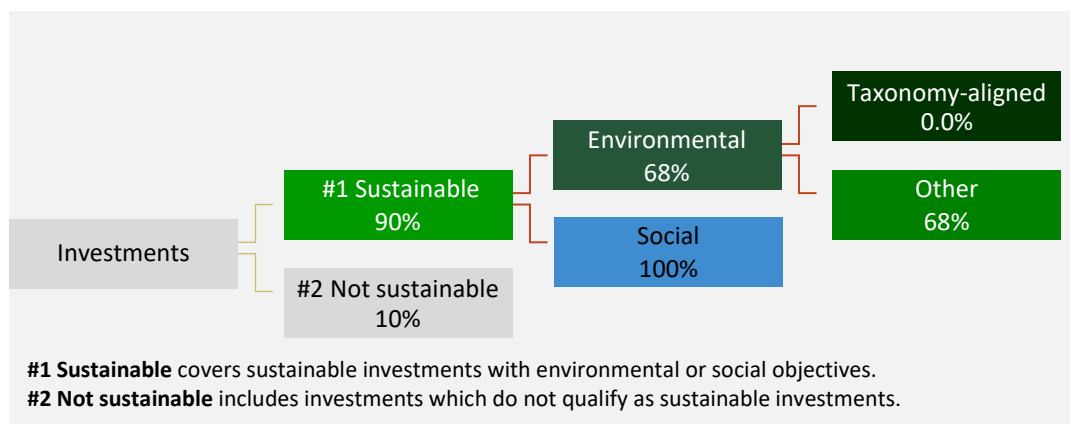 Investments
#1 Sustainable
90%
#2 Not sustainable
10%
Environmental
68%
Social
100%
Taxonomy-aligned
0.0%
Other
68%
#1 Sustainable covers sustainable investments with environmental or social objectives.
#2 Not sustainable includes investments which do not qualify as sustainable investments.